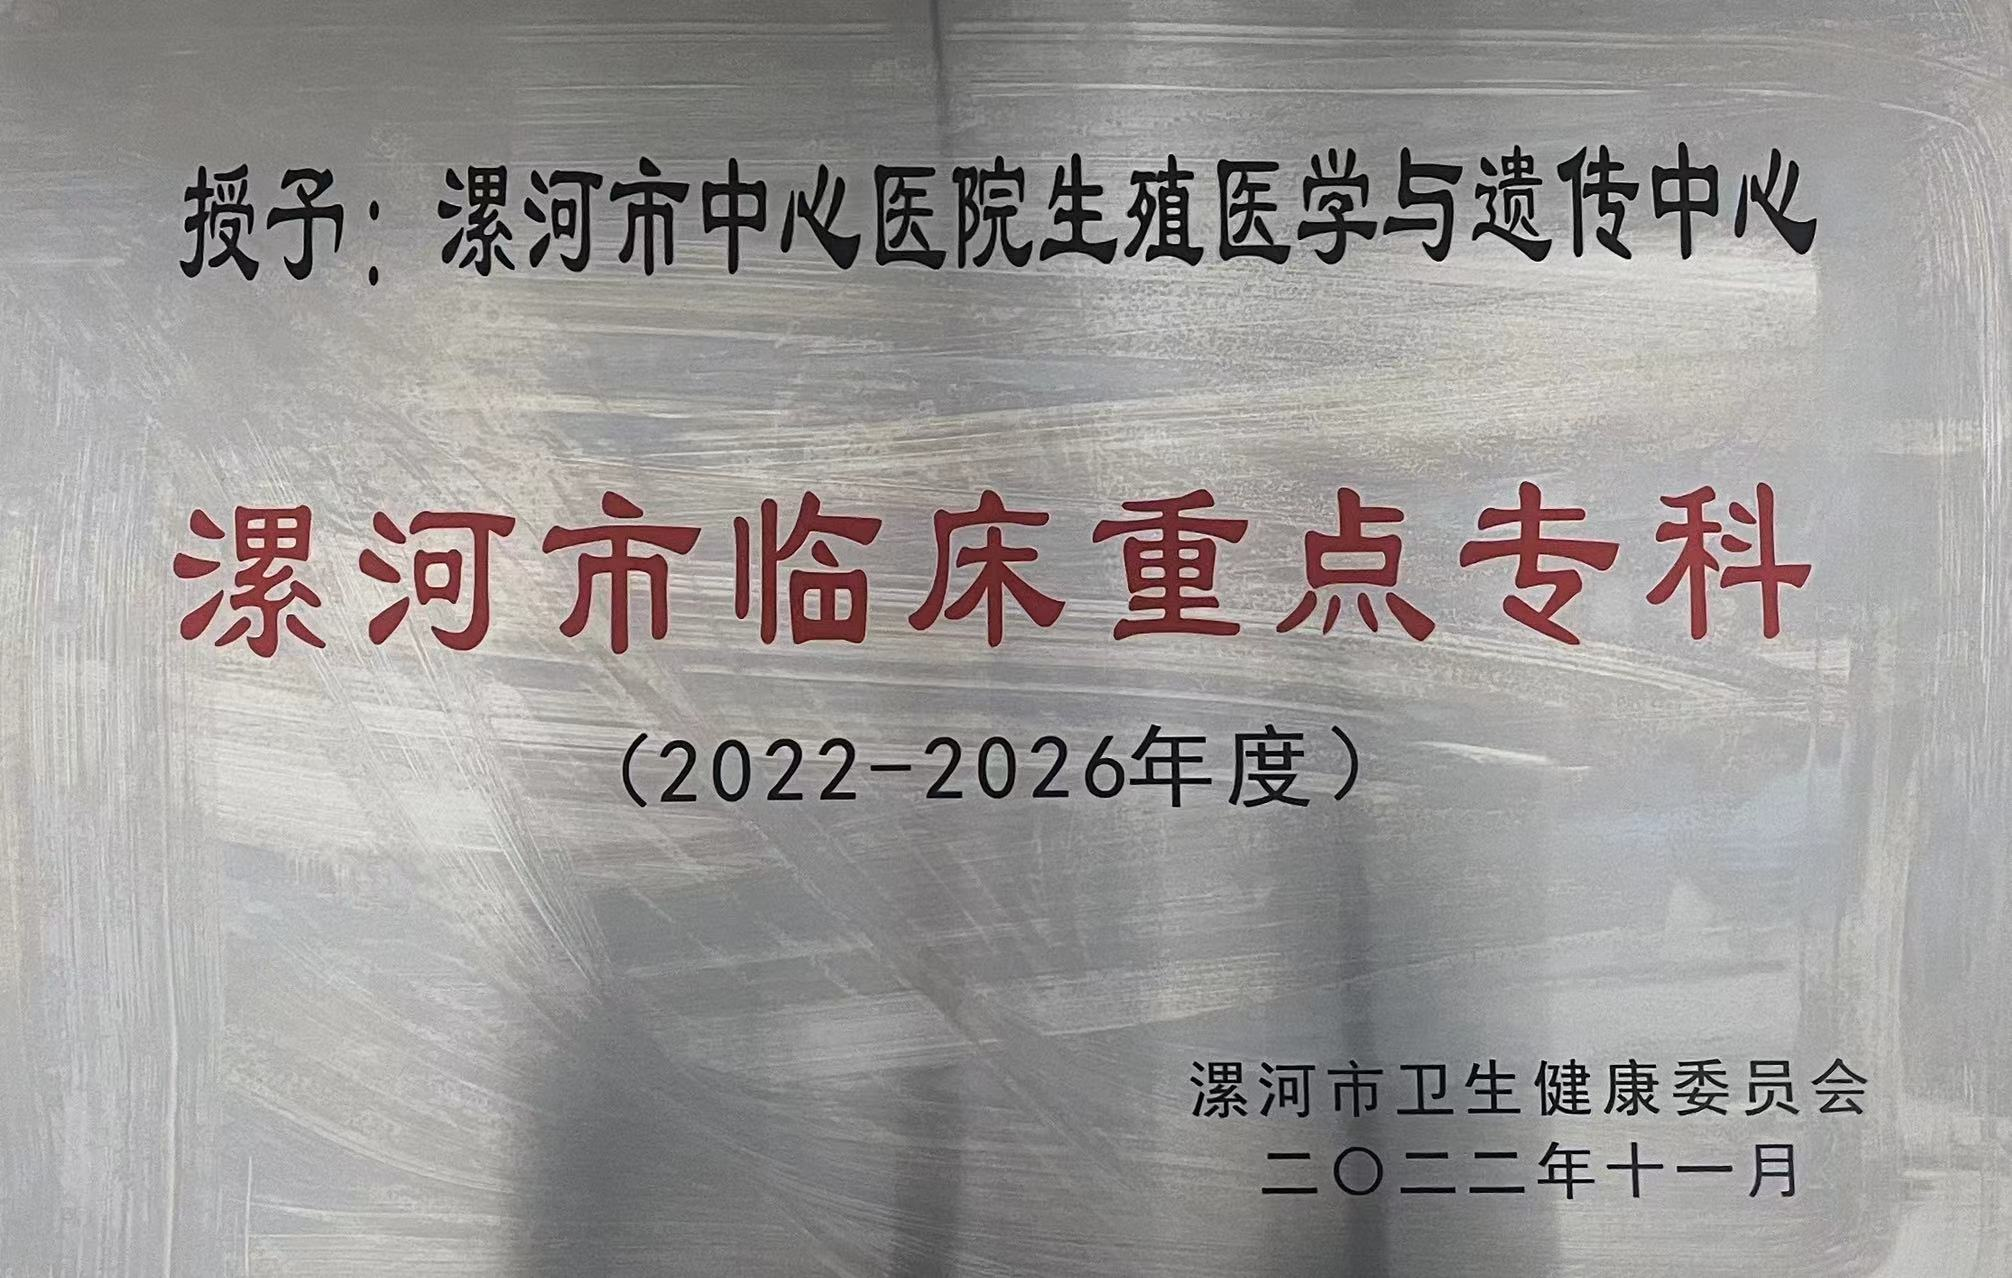 授予：漯河市中心医院生殖医学与遗传中心
漯河市临床重点专科
（2022-2026年度）
漯河市卫生健康委员会
二〇二二年十一月